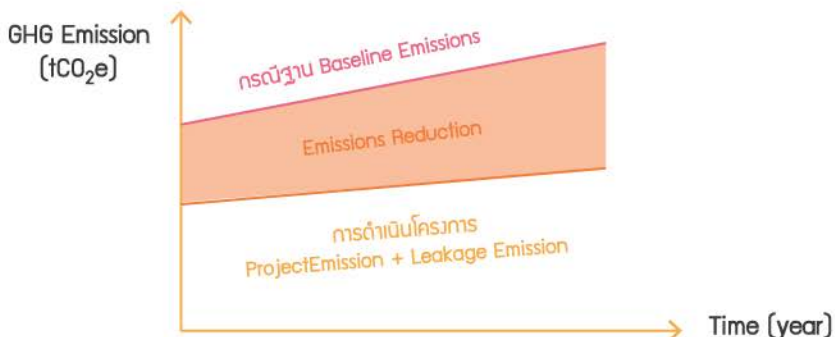 GHG Emission
(tCO₂e)
กรณีฐาน Baseline Emissions
Emissions Reduction
การดำเนินโครงการ
ProjectEmission + Leakage Emission
Time (year)